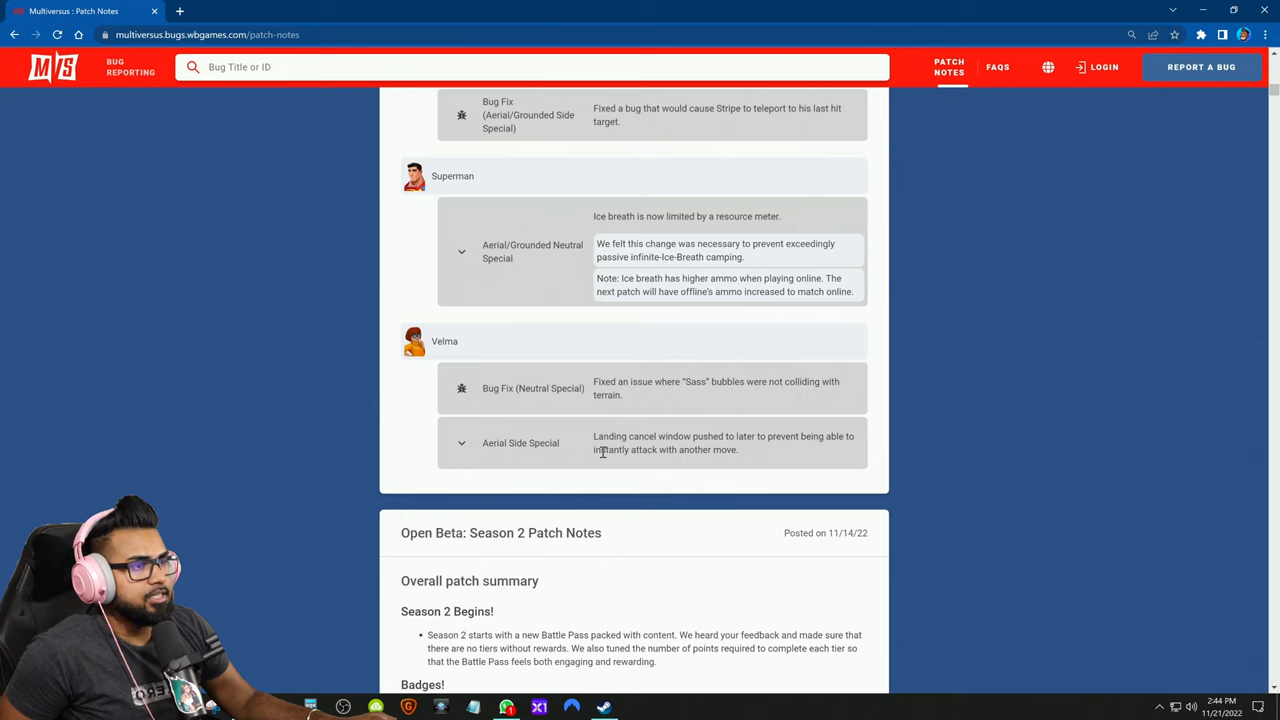 Multiversus : Patch Notes
multiversus.bugs.wbgames.com/patch-notes
M/S
BUG
REPORTING
Bug Title or ID
PATCH
NOTES
FAQS
LOGIN
REPORT A BUG
Bug Fix
(Aerial/Grounded Side
Special)
Fixed a bug that would cause Stripe to teleport to his last hit
target.
Superman
Aerial/Grounded Neutral
Special
Ice breath is now limited by a resource meter.
We felt this change was necessary to prevent exceedingly
passive infinite-Ice-Breath camping.
Note: Ice breath has higher ammo when playing online. The
next patch will have offline's ammo increased to match online.
Velma
Bug Fix (Neutral Special)
Fixed an issue where “Sass” bubbles were not colliding with
terrain.
Aerial Side Special
Landing cancel window pushed to later to prevent being able to
instantly attack with another move.
Open Beta: Season 2 Patch Notes
Posted on 11/14/22
Overall patch summary
Season 2 Begins!
• Season 2 starts with a new Battle Pass packed with content. We heard your feedback and made sure that
there are no tiers without rewards. We also tuned the number of points required to complete each tier so
that the Battle Pass feels both engaging and rewarding.
Badges!
2:44 PM
11/21/2022